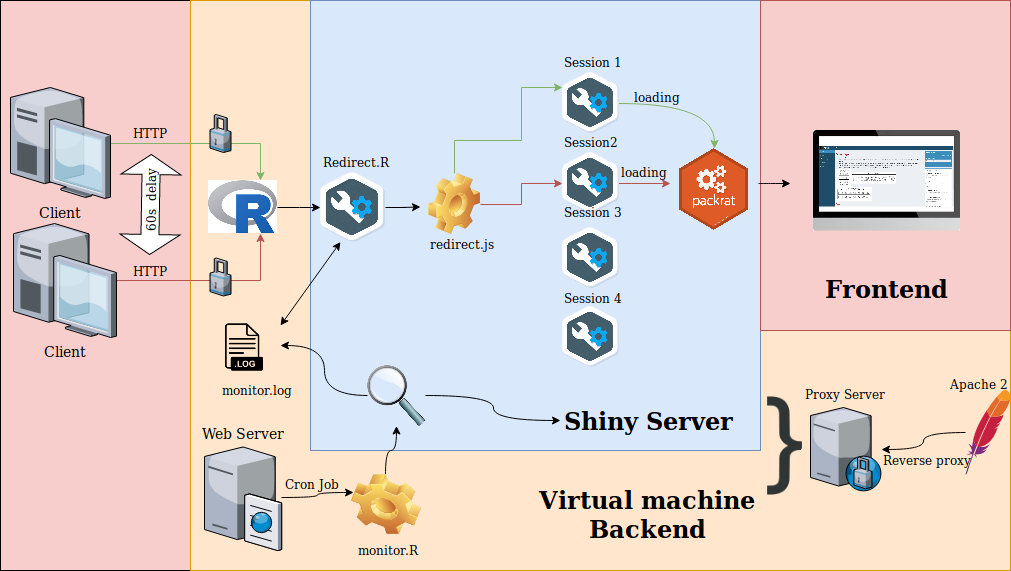 Session 1
loading
HTTP
Redirect.R
Session2
loading
60s delay
R
packrat
Client
Session 3
redirect.js
HTTP
Frontend
Session 4
Client
.LOG
monitor.log
Apache 2
Proxy Server
Shiny Server
Web Server
}
Reverse proxy
Cron Job
Virtual machine
Backend
monitor.R